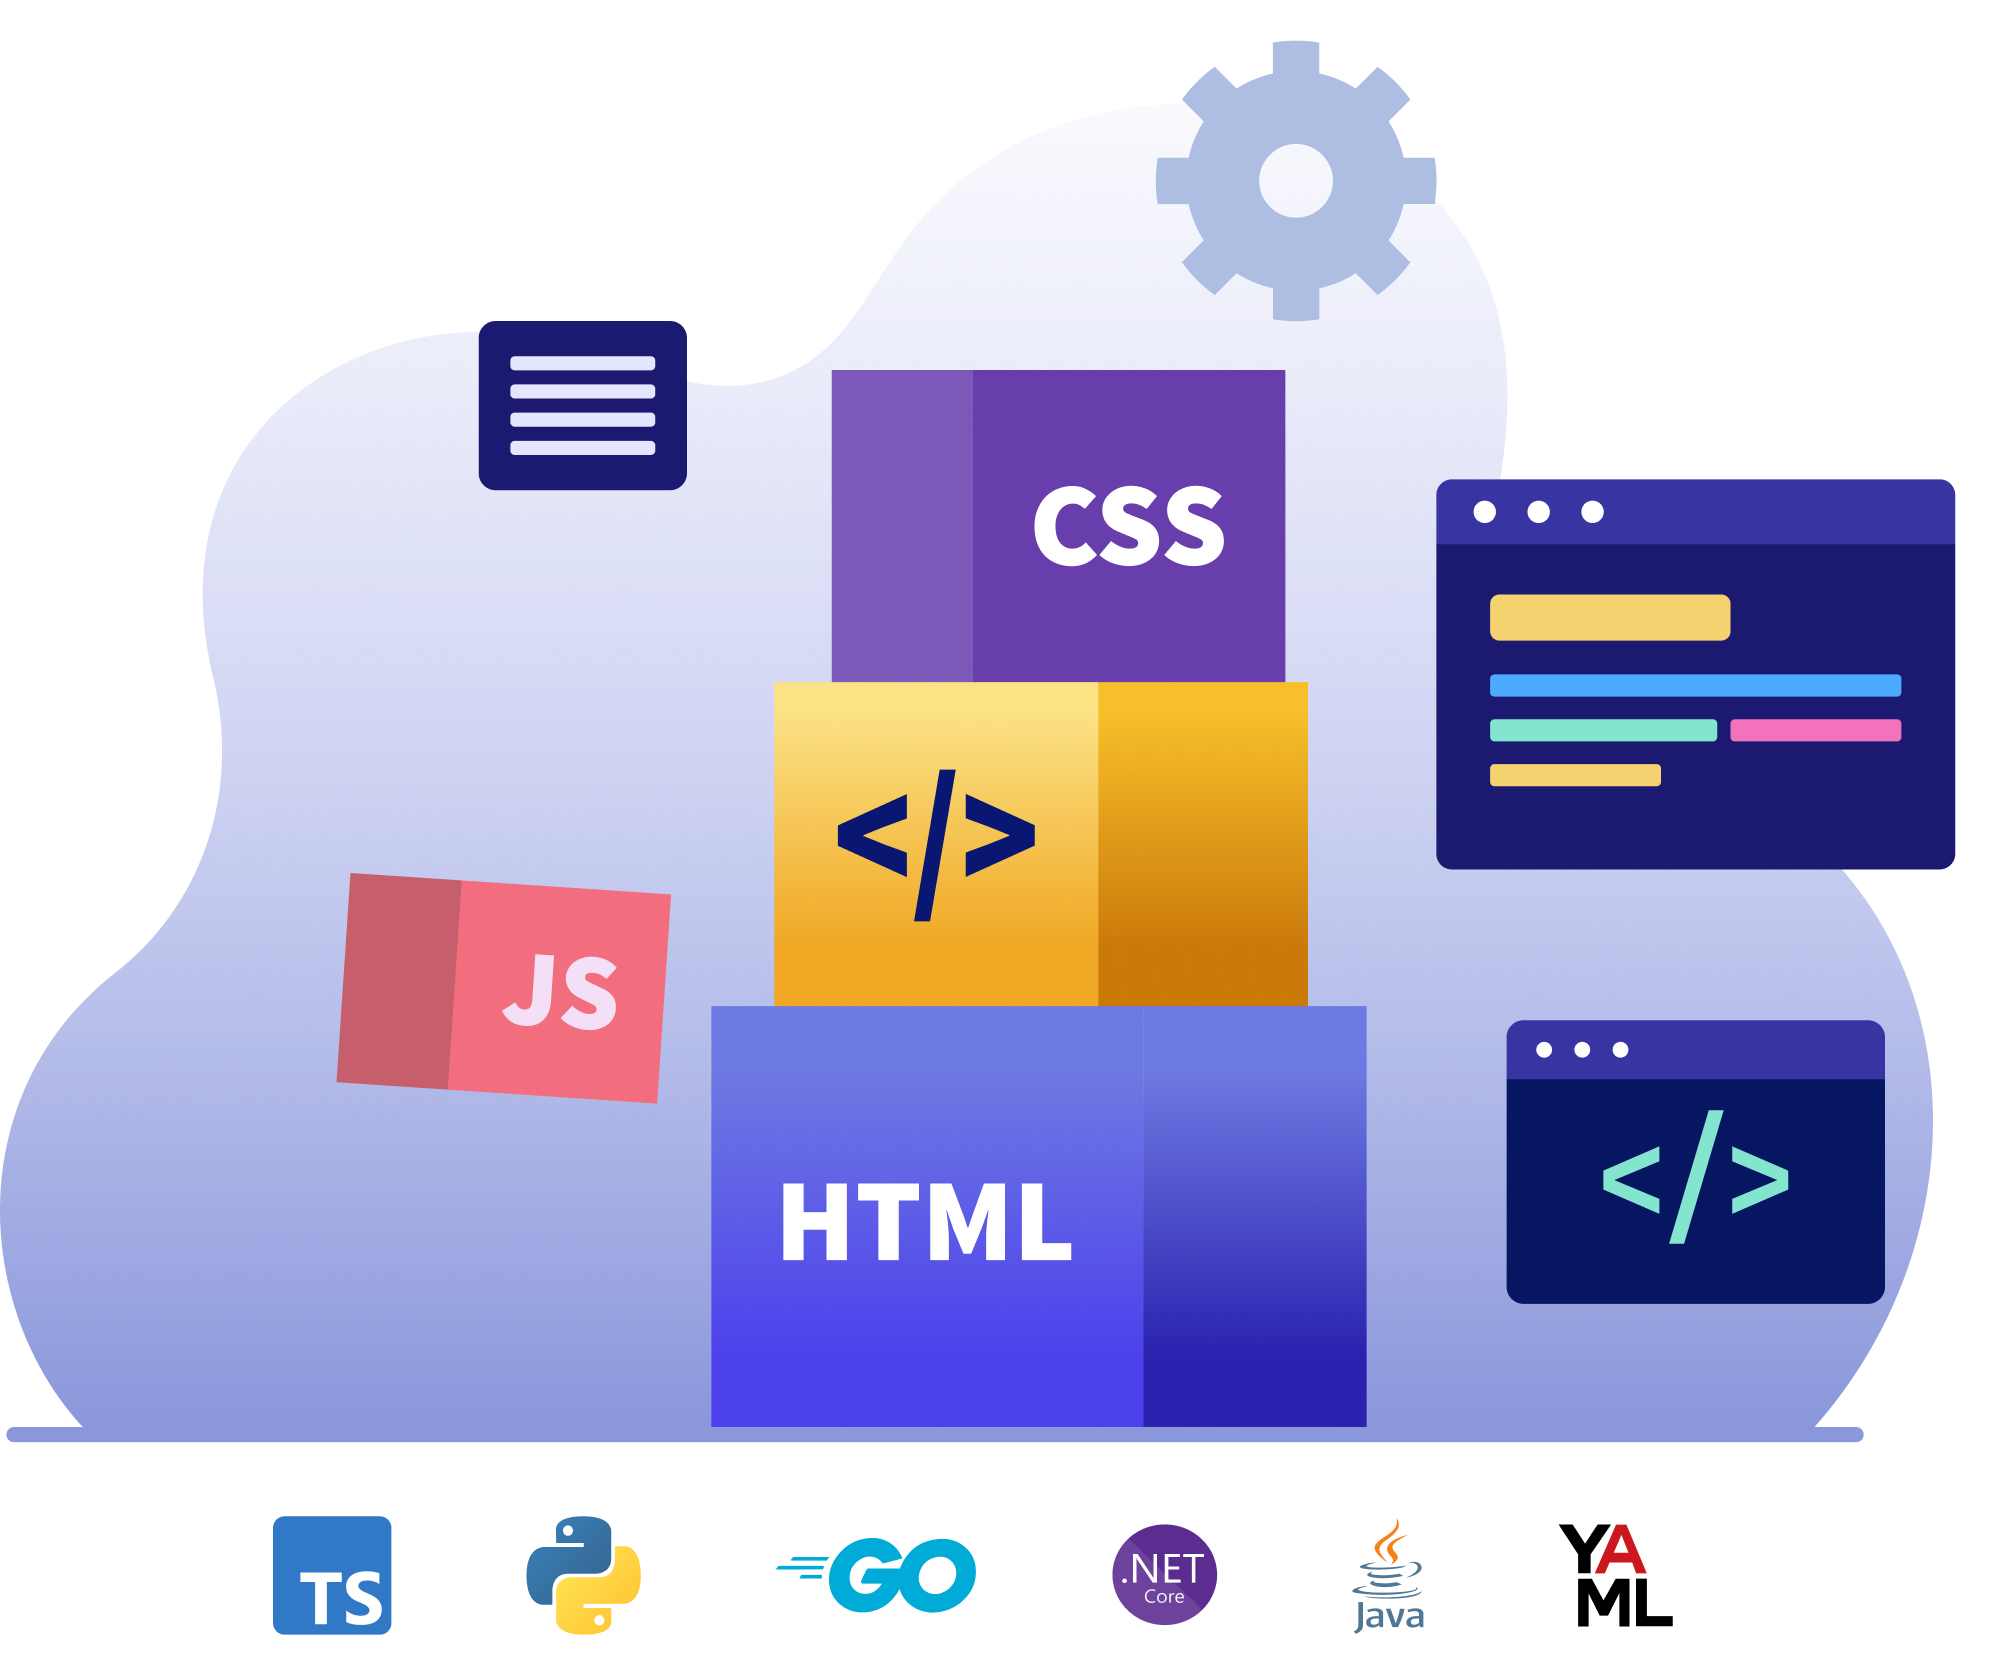 CSS
</>
JS
HTML
</>
TS
GO
.NET
Core
Java
YA
ML